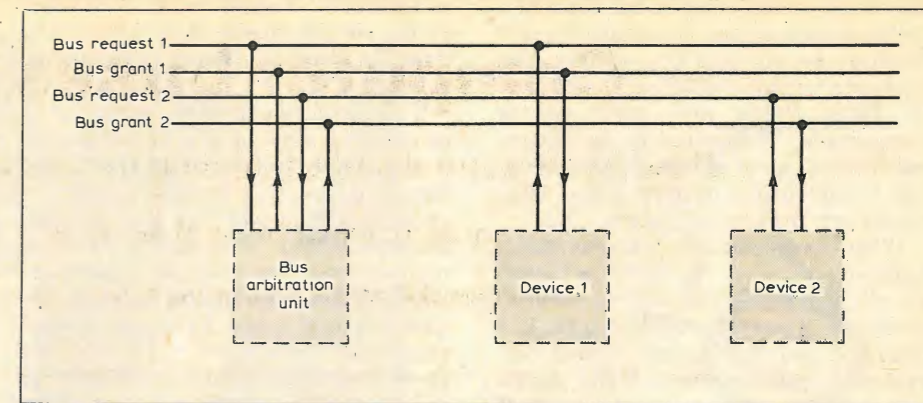 Bus request 1
Bus grant 1
Bus request 2
Bus grant 2
Bus
arbitration
unit
Device 1
Device 2